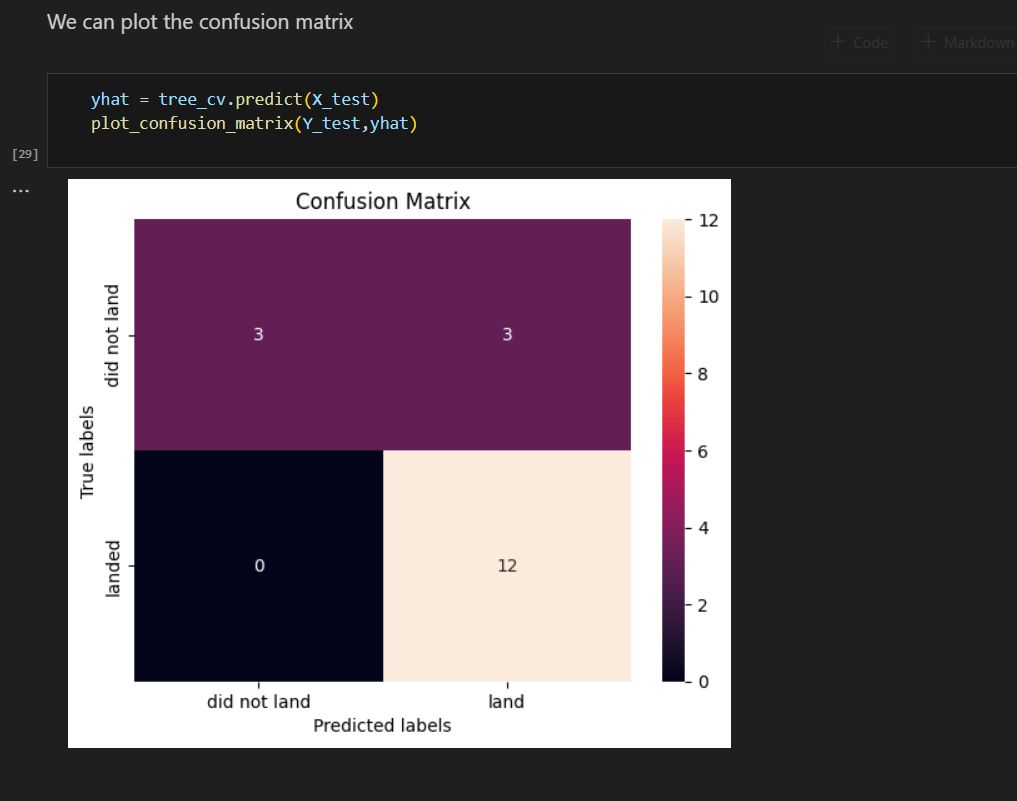 We can plot the confusion matrix
+ Code
+ Markdown
yhat = tree_cv.predict(X_test)
plot_confusion_matrix(Y_test,yhat)
[29]
...
Confusion Matrix
12
10
8
6
4
2
0
True labels
did not land
landed
3
3
0
12
did not land
land
Predicted labels